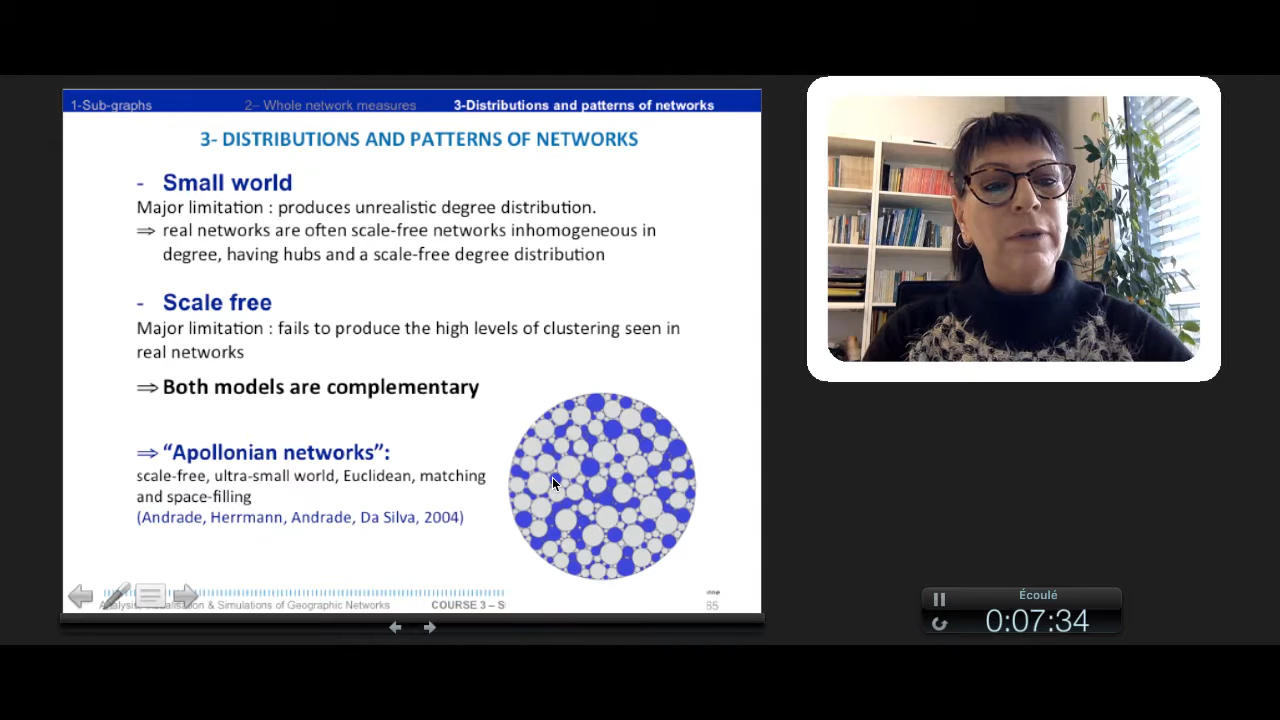 1-Sub-graphs 2– Whole network measures 3-Distributions and patterns of networks
3- DISTRIBUTIONS AND PATTERNS OF NETWORKS
- Small world
Major limitation : produces unrealistic degree distribution.
⇒ real networks are often scale-free networks inhomogeneous in
degree, having hubs and a scale-free degree distribution
- Scale free
Major limitation : fails to produce the high levels of clustering seen in
real networks
⇒ Both models are complementary
⇒ “Apollonian networks”:
scale-free, ultra-small world, Euclidean, matching
and space-filling
(Andrade, Herrmann, Andrade, Da Silva, 2004)
& Simulations of Geographic Networks COURSE 3 – S
65
Écoulé
0:07:34